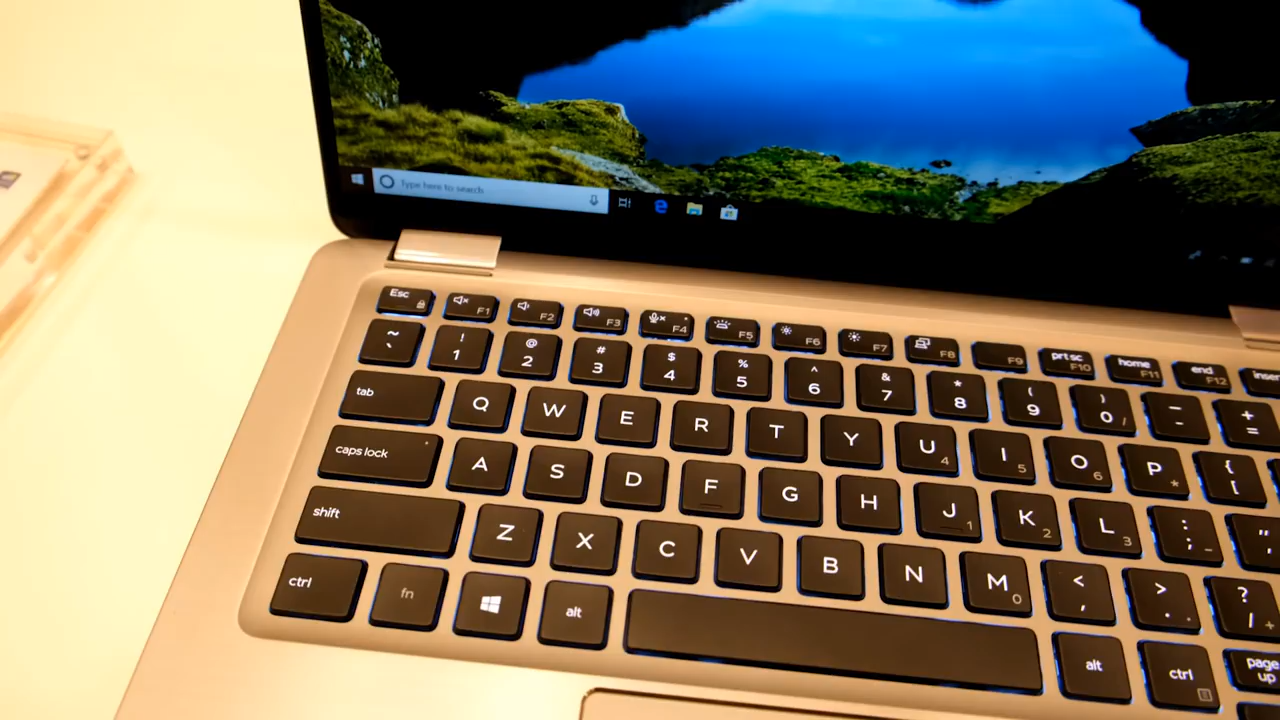 Type here to search
Esc F1 F2 F3 F4 F5 F6 F7 F8 F9 prt sc F10 home F11 end F12 inser
~ ` ! 1 @ 2 # 3 $ 4 % 5 ^ 6 & 7 * 8 ( 9 ) 0 / _ - + =
tab Q W E R T Y U 4 I 5 O 6 P * { [
caps lock A S D F G H J 1 K 2 L 3 : ; - " '
shift Z X C V B N M 0 < , > . . ? / +
ctrl fn alt alt ctrl page up